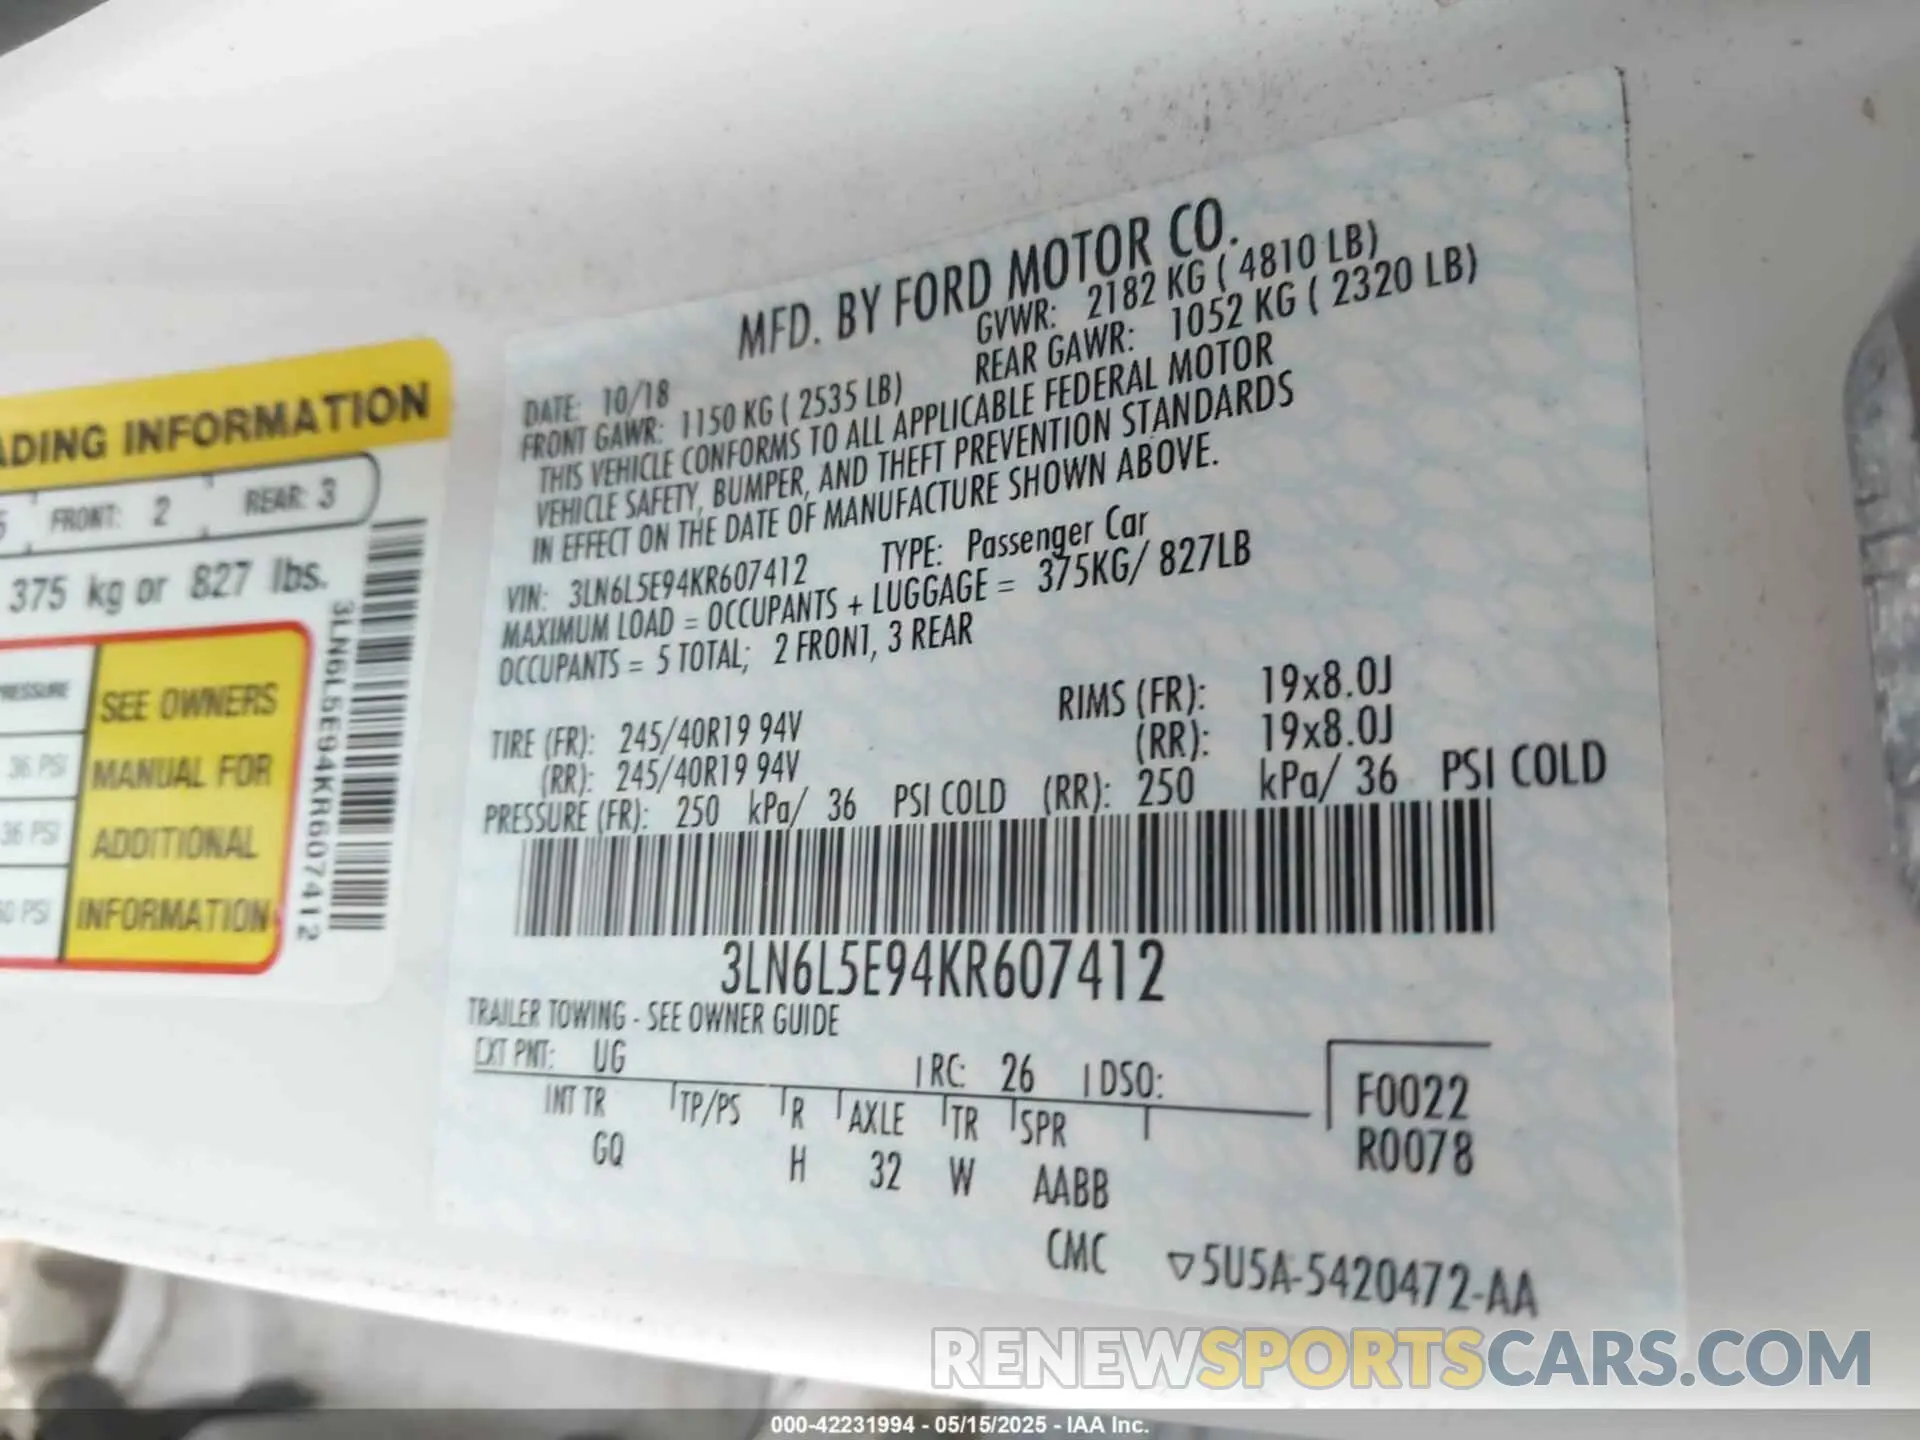 ADING INFORMATION
FRONT: 2 REAR: 3
375 kg or 827 lbs.
PRESSURE
36 PSI
36 PSI
60 PSI
SEE OWNERS
MANUAL FOR
ADDITIONAL
INFORMATION
3LN6L5E94KR607412
MFD. BY FORD MOTOR CO.
DATE: 10/18 GVWR: 2182 KG ( 4810 LB)
FRONT GAWR: 1150 KG ( 2535 LB) REAR GAWR: 1052 KG ( 2320 LB)
THIS VEHICLE CONFORMS TO ALL APPLICABLE FEDERAL MOTOR
VEHICLE SAFETY, BUMPER, AND THEFT PREVENTION STANDARDS
IN EFFECT ON THE DATE OF MANUFACTURE SHOWN ABOVE.
VIN: 3LN6L5E94KR607412 TYPE: Passenger Car
MAXIMUM LOAD = OCCUPANTS + LUGGAGE = 375KG/ 827LB
OCCUPANTS = 5 TOTAL; 2 FRONT, 3 REAR
TIRE (FR): 245/40R19 94V RIMS (FR): 19x8.0J
(RR): 245/40R19 94V (RR): 19x8.0J
PRESSURE (FR): 250 kPa/ 36 PSI COLD (RR): 250 kPa/ 36 PSI COLD
3LN6L5E94KR607412
TRAILER TOWING - SEE OWNER GUIDE
EXT PNT: UG RC: 26 DSO:
INT TR TP/PS R AXLE TR SPR
GQ H 32 W AABB
F0022
R0078
CMC ▽5U5A-5420472-AA
RENEWSPORTSCARS.COM
000-42231994 - 05/15/2025 - IAA Inc.